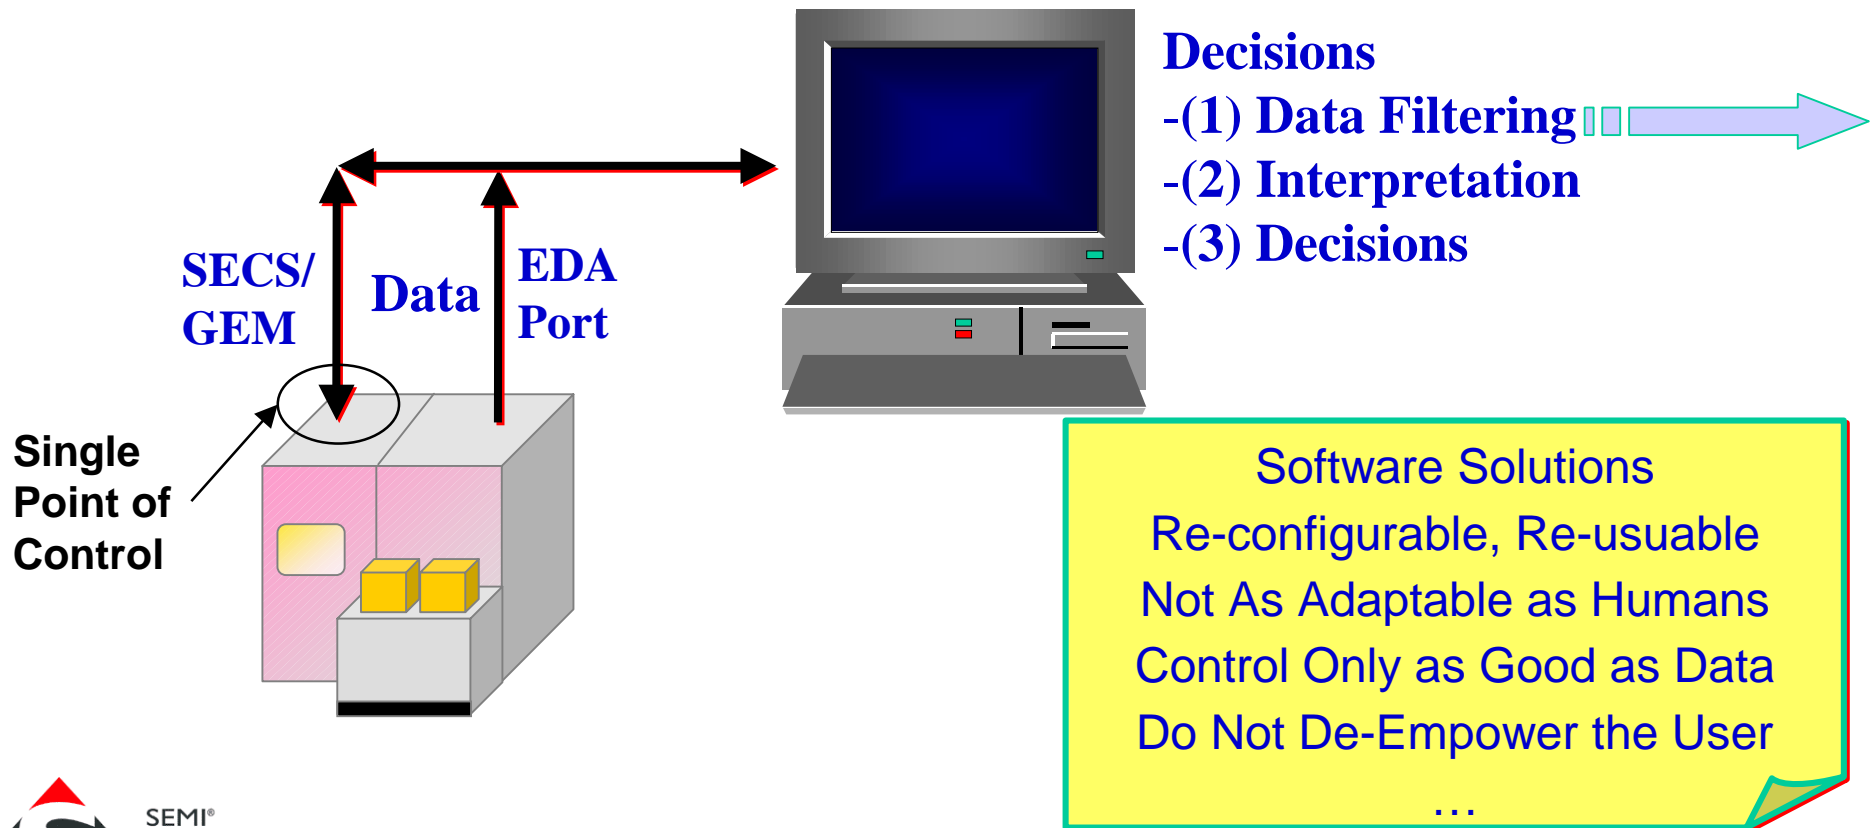 Decisions
-(1) Data Filtering
-(2) Interpretation
-(3) Decisions
SECS/
GEM
Data
EDA
Port
Single
Point of
Control
Software Solutions
Re-configurable, Re-usuable
Not As Adaptable as Humans
Control Only as Good as Data
Do Not De-Empower the User
…
SEMI®